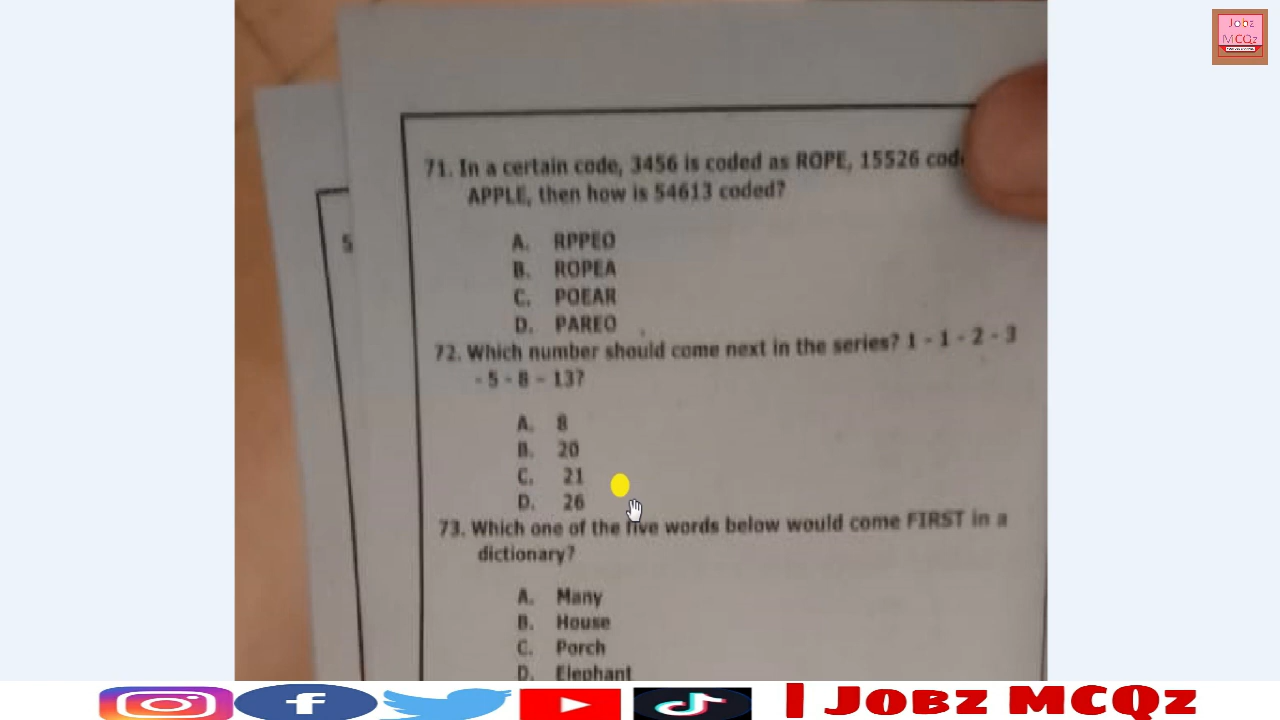 Jobz
MCQz
71. In a certain code, 3456 is coded as ROPE, 15526
APPLE, then how is 54613 coded?
A. RPPEO
B. ROPEA
C. POEAR
D. PAREO
72. Which number should come next in the series? 1 - 1 - 2 - 3
- 5 - 8 - 13?
A. 8
B. 20
C. 21
D. 26
73. Which one of the five words below would come FIRST in a
dictionary?
A. Many
B. House
C. Porch
D. Elephant
5
| Jobz MCQz